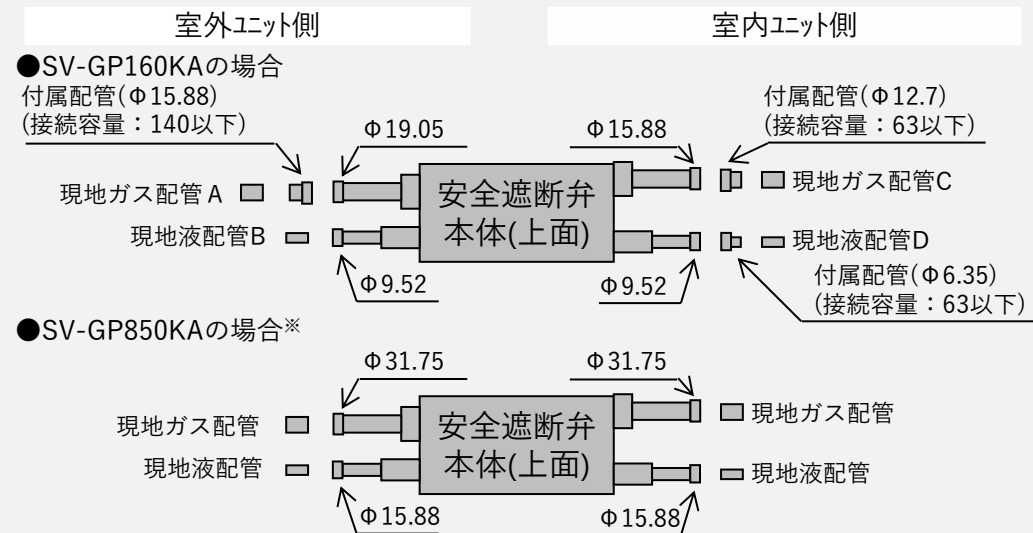 室外ユニット側
室内ユニット側
●SV-GP160KAの場合
付属配管(Φ15.88)
(接続容量：140以下)
Φ19.05
Φ15.88
付属配管(Φ12.7)
(接続容量：63以下)
現地ガス配管A
安全遮断弁
本体(上面)
現地ガス配管C
現地液配管B
現地液配管D
Φ9.52
Φ9.52
付属配管(Φ6.35)
(接続容量：63以下)
●SV-GP850KAの場合※
Φ31.75
Φ31.75
現地ガス配管
安全遮断弁
本体(上面)
現地ガス配管
現地液配管
現地液配管
Φ15.88
Φ15.88